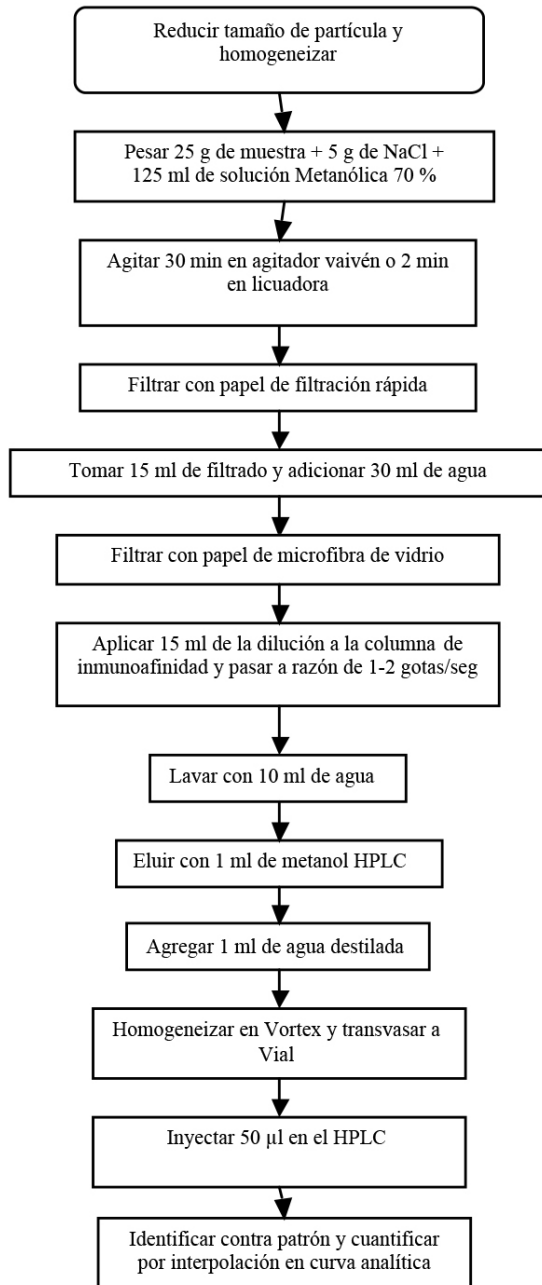 Reducir tamaño de partícula y
homogeneizar
Pesar 25 g de muestra + 5 g de NaCl +
125 ml de solución Metanólica 70 %
Agitar 30 min en agitador vaivén o 2 min
en licuadora
Filtrar con papel de filtración rápida
Tomar 15 ml de filtrado y adicionar 30 ml de agua
Filtrar con papel de microfibra de vidrio
Aplicar 15 ml de la dilución a la columna de
inmunoafinidad y pasar a razón de 1-2 gotas/seg
Lavar con 10 ml de agua
Eluir con 1 ml de metanol HPLC
Agregar 1 ml de agua destilada
Homogeneizar en Vortex y transvasar a
Vial
Inyectar 50 µl en el HPLC
Identificar contra patrón y cuantificar
por interpolación en curva analítica